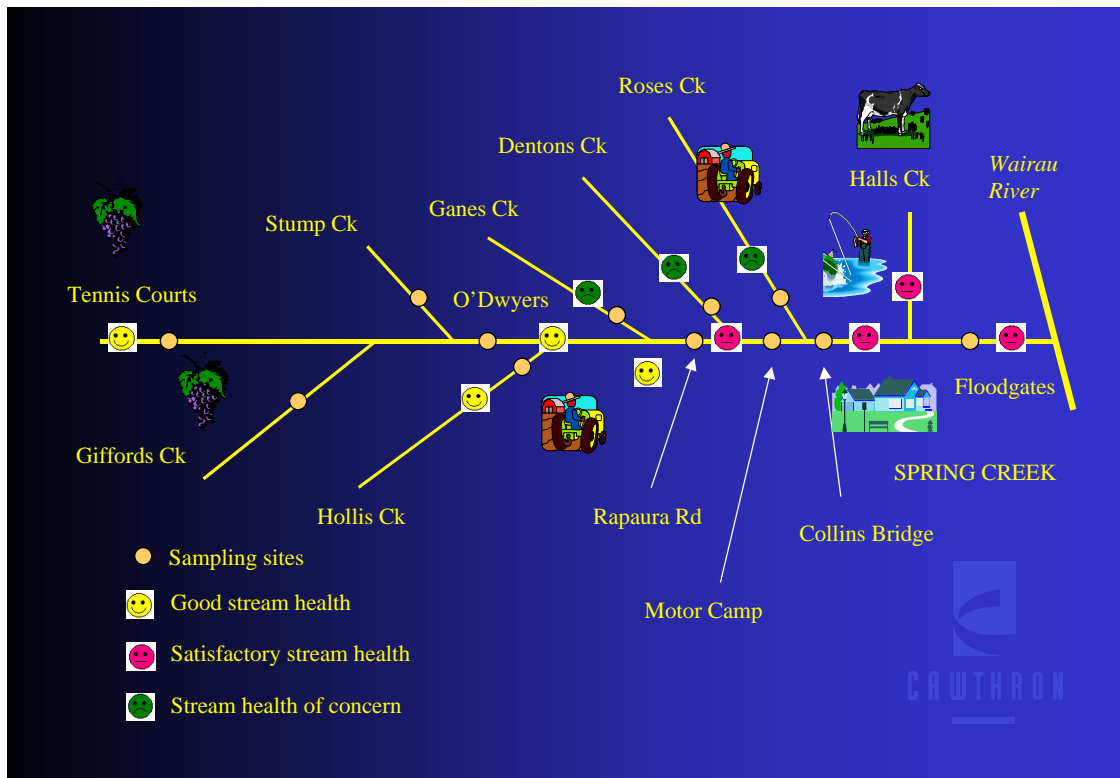 Roses Ck
Dentons Ck
Halls Ck
Wairau
River
Ganes Ck
Stump Ck
Tennis Courts
O’Dwyers
Floodgates
Giffords Ck
SPRING CREEK
Hollis Ck
Rapaura Rd
Collins Bridge
Motor Camp
Sampling sites
Good stream health
Satisfactory stream health
Stream health of concern
CAWTHRON